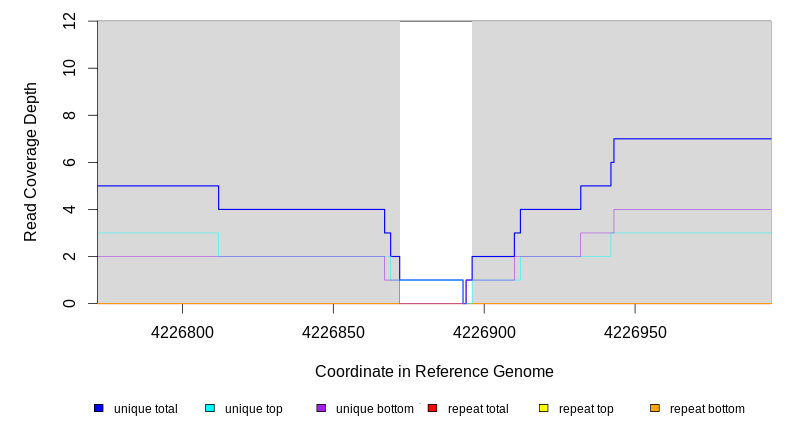 Read Coverage Depth
12
10
8
6
4
2
0
4226800 4226850 4226900 4226950
Coordinate in Reference Genome
unique total unique top unique bottom repeat total repeat top repeat bottom